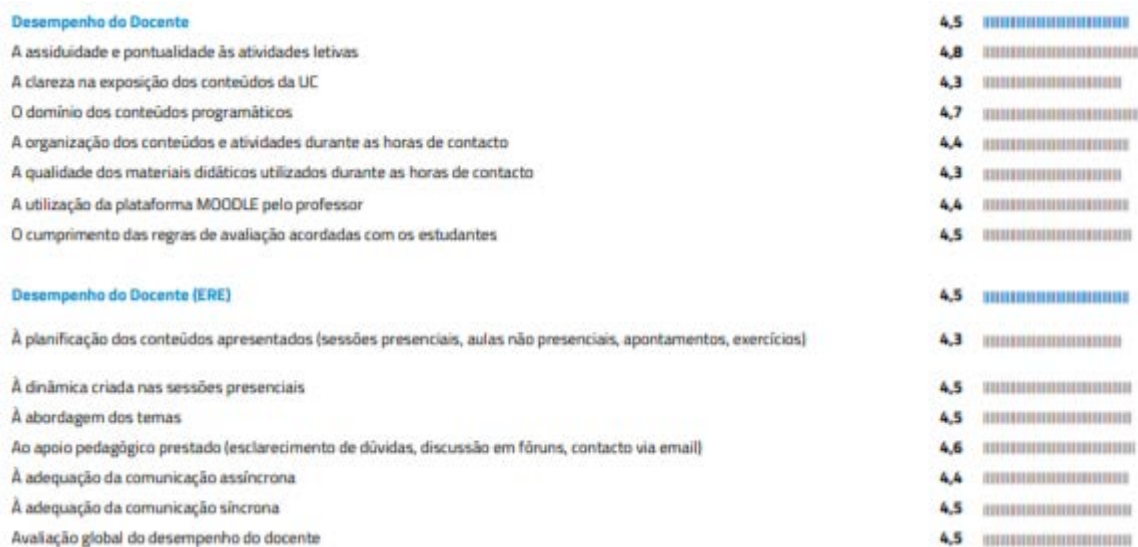 Desempenho do Docente 4,5
A assiduidade e pontualidade às atividades letivas 4,8
A clareza na exposição dos conteúdos da UC 4,3
O domínio dos conteúdos programáticos 4,7
A organização dos conteúdos e atividades durante as horas de contacto 4,4
A qualidade dos materiais didáticos utilizados durante as horas de contacto 4,3
A utilização da plataforma MOODLE pelo professor 4,4
O cumprimento das regras de avaliação acordadas com os estudantes 4,5
Desempenho do Docente (ERE) 4,5
À planificação dos conteúdos apresentados (sessões presenciais, aulas não presenciais, apontamentos, exercícios) 4,3
À dinâmica criada nas sessões presenciais 4,5
À abordagem dos temas 4,5
Ao apoio pedagógico prestado (esclarecimento de dúvidas, discussão em fóruns, contacto via email) 4,6
À adequação da comunicação assíncrona 4,4
À adequação da comunicação síncrona 4,5
Avaliação global do desempenho do docente 4,5